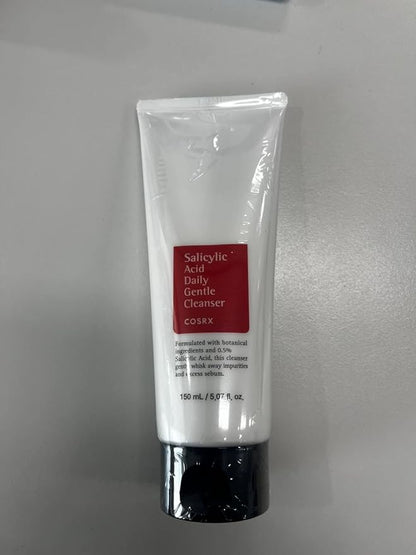 Salicylic
Acid
Daily
Gentle
Cleanser
COSRX
Formulated with botanical
ingredients and 0.5%
Salicylic Acid, this cleanser
gently whisk away impurities
and excess sebum.
150 mL / 5.07 fl. oz.